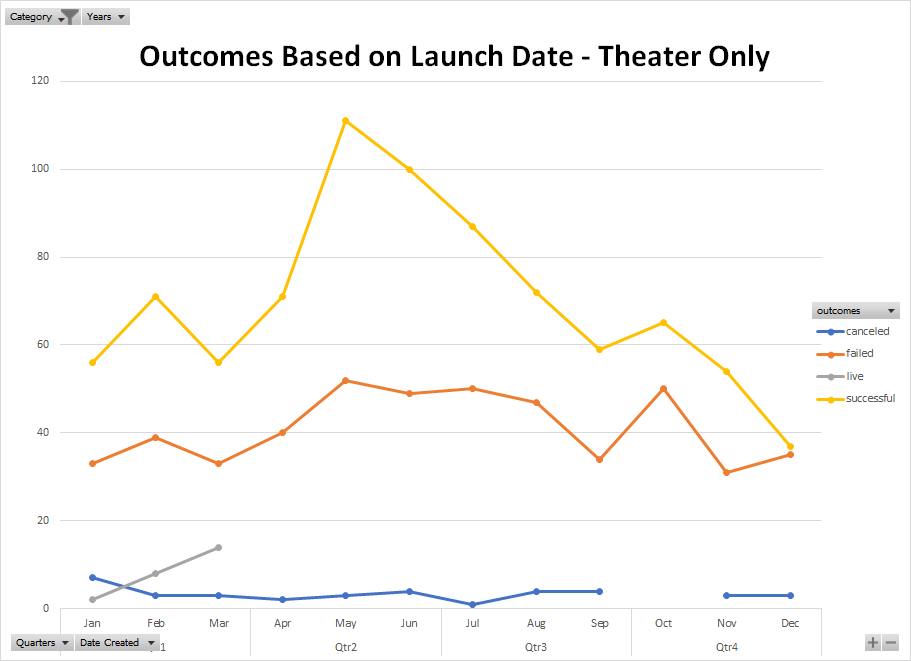 Category Years
Outcomes Based on Launch Date - Theater Only
120
100
80
60
40
20
0
outcomes
canceled
failed
live
successful
Jan Feb Mar Apr May Jun Jul Aug Sep Oct Nov Dec
Quarters Date Created 1 Qtr2 Qtr3 Qtr4